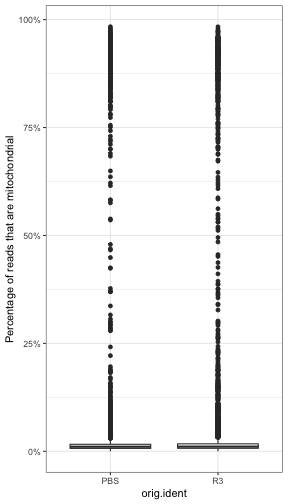 100%
75%
50%
25%
0%
Percentage of reads that are mitochondrial
PBS R3
orig.ident